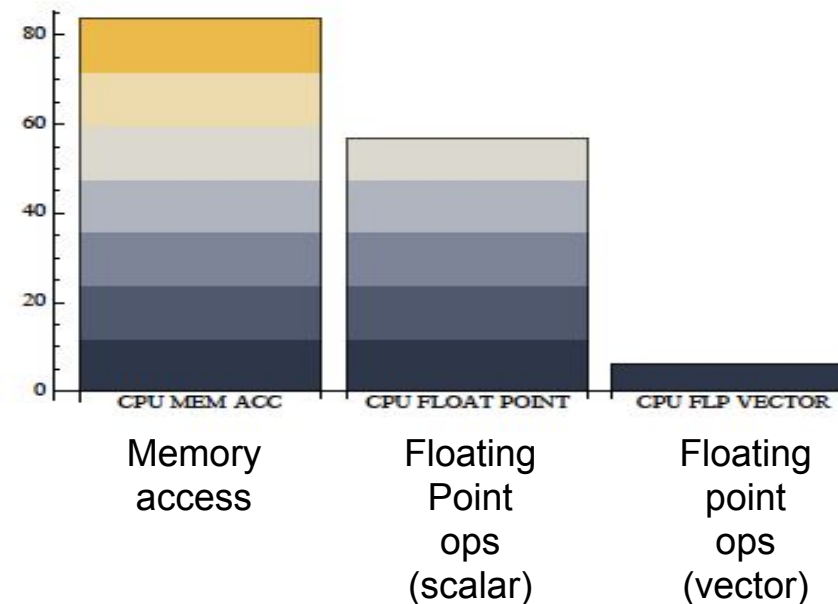 80
60
40
20
0
CPU MEM ACC
CPU FLOAT POINT
CPU FLP VECTOR
Memory
access
Floating
Point
ops
(scalar)
Floating
point
ops
(vector)